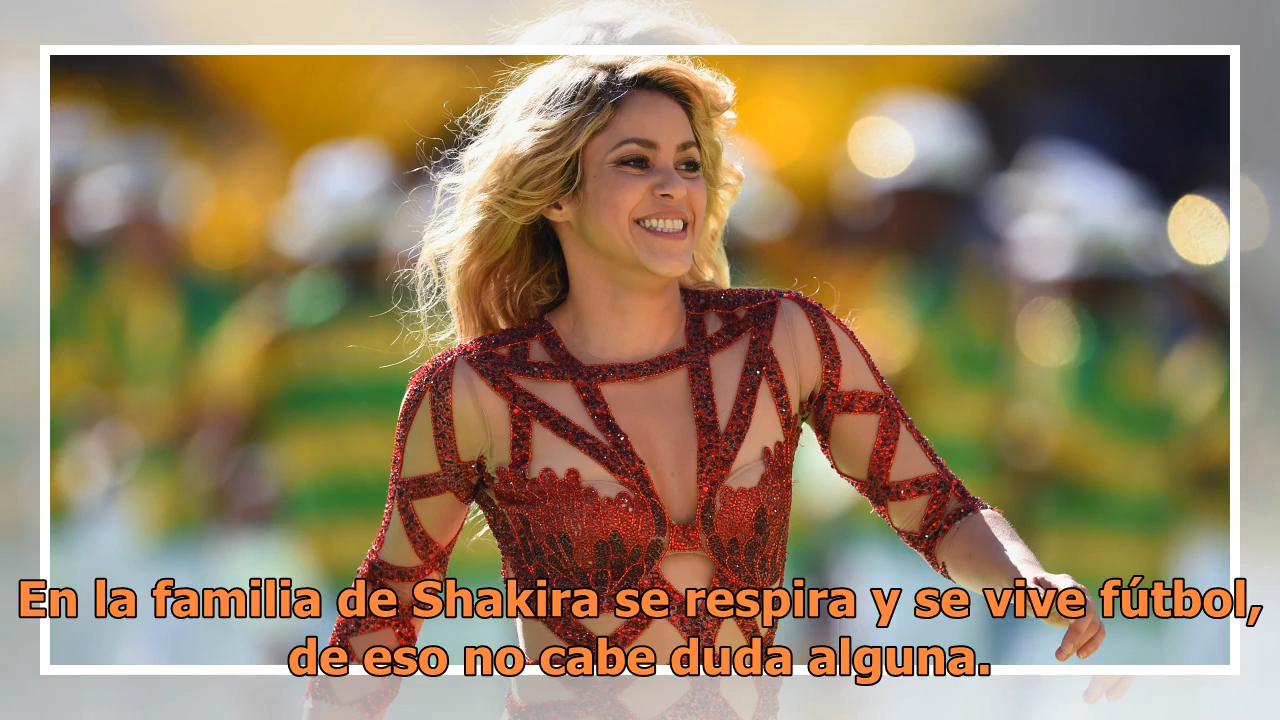 En la familia de Shakira se respira y se vive fútbol,
de eso no cabe duda alguna.